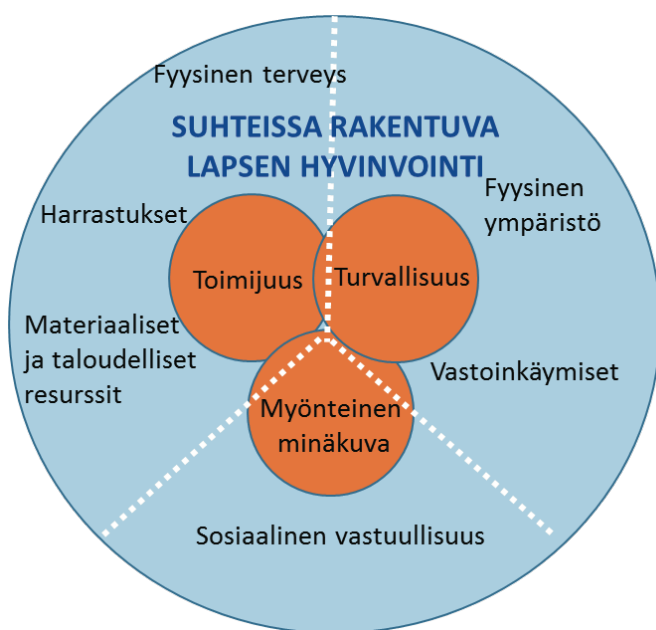 Fyysinen terveys
SUHTEISSA RAKENTUVA
LAPSEN HYVINVOINTI
Harrastukset
Fyysinen
ympäristö
Toimijuus
Turvallisuus
Materiaaliset
ja taloudelliset
resurssit
Vastoinkäymiset
Myönteinen
minäkuva
Sosiaalinen vastuullisuus